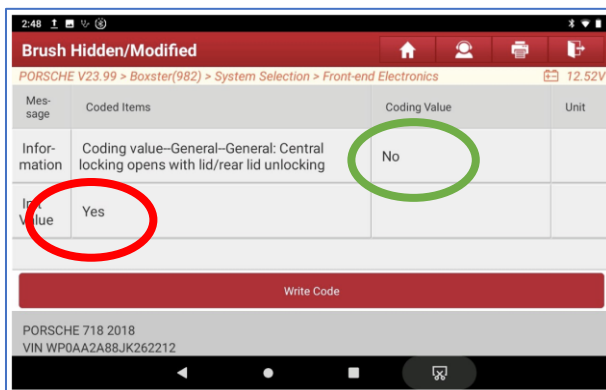 2:48
Brush Hidden/Modified
PORSCHE V23.99 > Boxster(982) > System Selection > Front-end Electronics 12.52V
Mes-
sage
Coded Items
Coding Value
Unit
Infor-
mation
Coding value--General--General: Central
locking opens with lid/rear lid unlocking
No
Value
Yes
Write Code
PORSCHE 718 2018
VIN WP0AA2A88JK262212